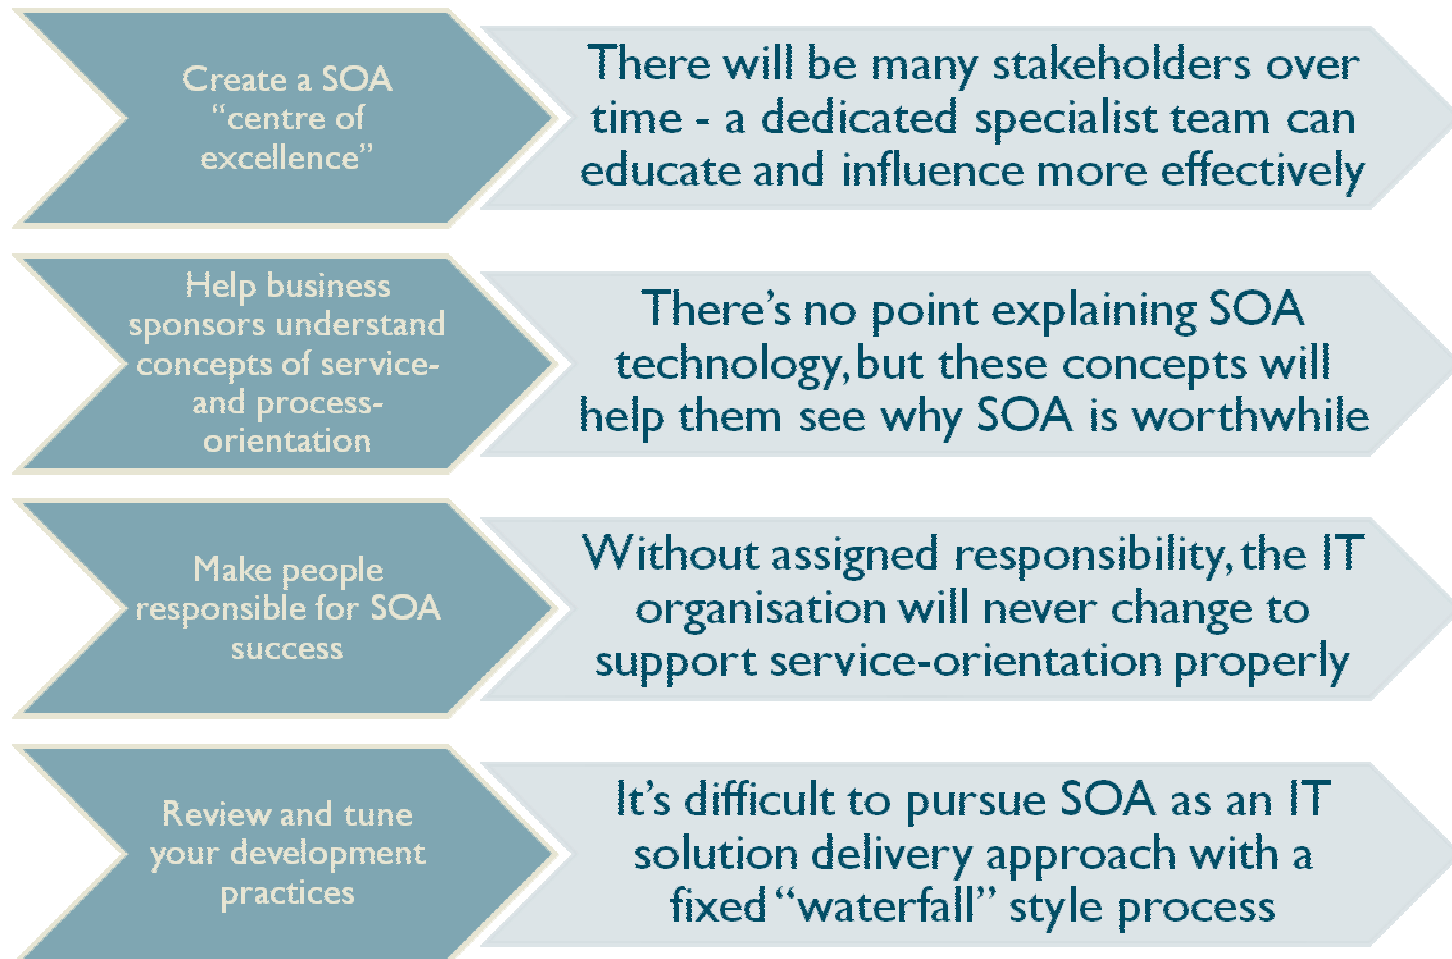 Create a SOA
“centre of
excellence”
There will be many stakeholders over
time - a dedicated specialist team can
educate and influence more effectively
Help business
sponsors understand
concepts of service-
and process-
orientation
There’s no point explaining SOA
technology, but these concepts will
help them see why SOA is worthwhile
Make people
responsible for SOA
success
Without assigned responsibility, the IT
organisation will never change to
support service-orientation properly
Review and tune
your development
practices
It’s difficult to pursue SOA as an IT
solution delivery approach with a
fixed “waterfall” style process